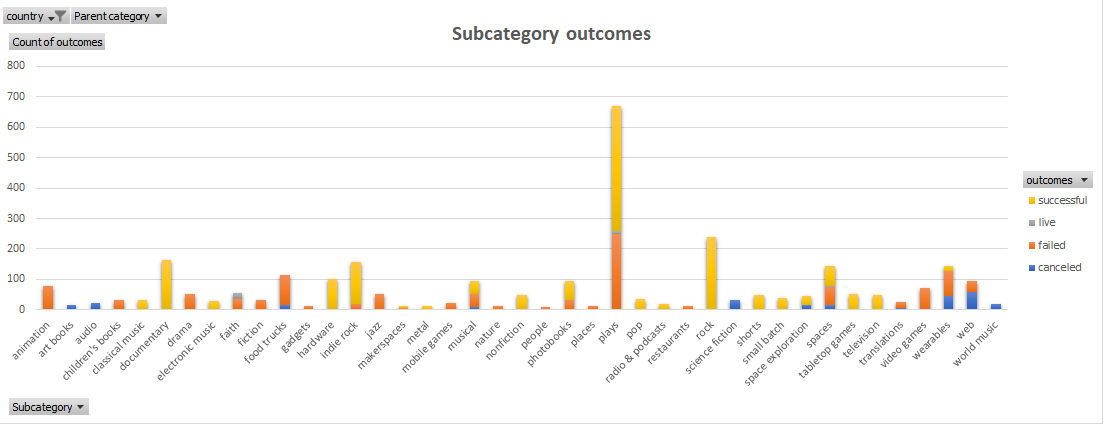 country Parent category
Count of outcomes
Subcategory outcomes
800
700
600
500
400
300
200
100
0
animation
art books
audio
children's books
classical music
documentary
drama
electronic music
faith
fiction
food trucks
gadgets
hardware
indie rock
jazz
makerspaces
metal
mobile games
musical
nature
nonfiction
people
photobooks
places
plays
pop
radio & podcasts
restaurants
rock
science fiction
shorts
small batch
space exploration
spaces
tabletop games
television
translations
video games
wearables
web
world music
outcomes
successful
live
failed
canceled
Subcategory